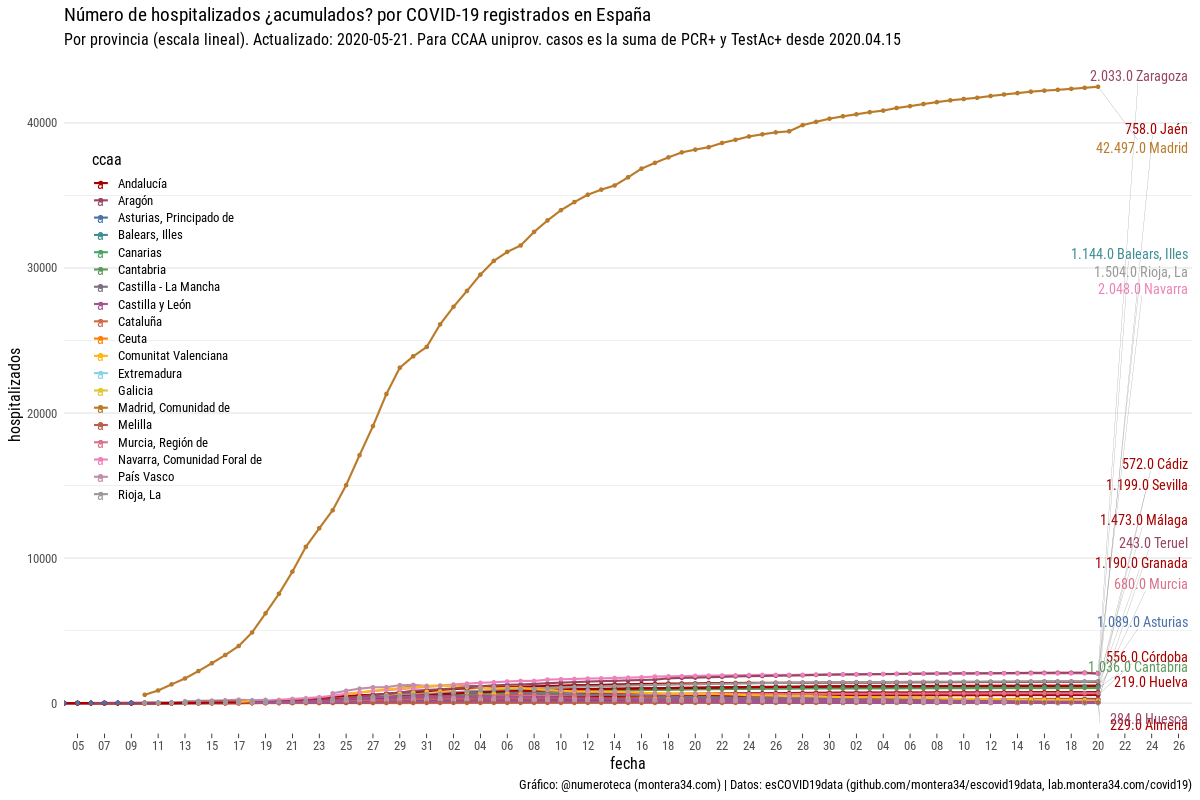 Número de hospitalizados ¿acumulados? por COVID-19 registrados en España
Por provincia (escala lineal). Actualizado: 2020-05-21. Para CCAA uniprov. casos es la suma de PCR+ y TestAc+ desde 2020.04.15
2.033.0 Zaragoza
758.0 Jaén
42.497.0 Madrid
40000
ccaa
Andalucía
Aragón
Asturias, Principado de
Balears, Illes
Canarias
Cantabria
Castilla - La Mancha
Castilla y León
Cataluña
Ceuta
Comunitat Valenciana
Extremadura
Galicia
Madrid, Comunidad de
Melilla
Murcia, Región de
Navarra, Comunidad Foral de
País Vasco
Rioja, La
1.144.0 Balears, Illes
1.504.0 Rioja, La
2.048.0 Navarra
30000
hospitalizados
20000
572.0 Cádiz
1.199.0 Sevilla
1.473.0 Málaga
243.0 Teruel
10000
1.190.0 Granada
680.0 Murcia
1.089.0 Asturias
556.0 Córdoba
1.036.0 Cantabria
219.0 Huelva
0
284.0 Huesca
229.0 Almería
05 07 09 11 13 15 17 19 21 23 25 27 29 31 02 04 06 08 10 12 14 16 18 20 22 24 26 28 30 02 04 06 08 10 12 14 16 18 20 22 24 26
fecha
Gráfico: @numeroteca (montera34.com) | Datos: esCOVID19data (github.com/montera34/escovid19data, lab.montera34.com/covid19)